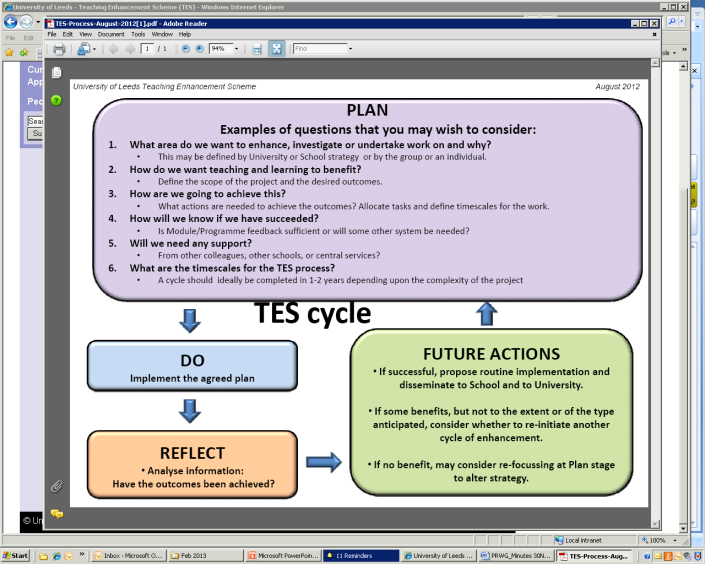 University of Leeds - Teaching Enhancement Scheme (TES) - Windows Internet Explorer
TES-Process-August-2012[1].pdf - Adobe Reader
File Edit
File Edit View Document Tools Window Help
1 / 1
94%
Find
University of Leeds Teaching Enhancement Scheme
August 2012
PLAN
Examples of questions that you may wish to consider:
1. What area do we want to enhance, investigate or undertake work on and why?
• This may be defined by University or School strategy or by the group or an individual.
2. How do we want teaching and learning to benefit?
• Define the scope of the project and the desired outcomes.
3. How are we going to achieve this?
• What actions are needed to achieve the outcomes? Allocate tasks and define timescales for the work.
4. How will we know if we have succeeded?
• Is Module/Programme feedback sufficient or will some other system be needed?
5. Will we need any support?
• From other colleagues, other schools, or central services?
6. What are the timescales for the TES process?
• A cycle should ideally be completed in 1-2 years depending upon the complexity of the project
TES cycle
DO
Implement the agreed plan
REFLECT
• Analyse information:
Have the outcomes been achieved?
FUTURE ACTIONS
• If successful, propose routine implementation and
disseminate to School and to University.
• If some benefits, but not to the extent or of the type
anticipated, consider whether to re-initiate another
cycle of enhancement.
• If no benefit, may consider re-focussing at Plan stage
to alter strategy.
Local intranet
100%
Start
Inbox - Microsoft O...
Feb 2013
Microsoft PowerPoin...
11 Reminders
University of Leeds ...
PRWG_Minutes 30N...
TES-Process-Aug...